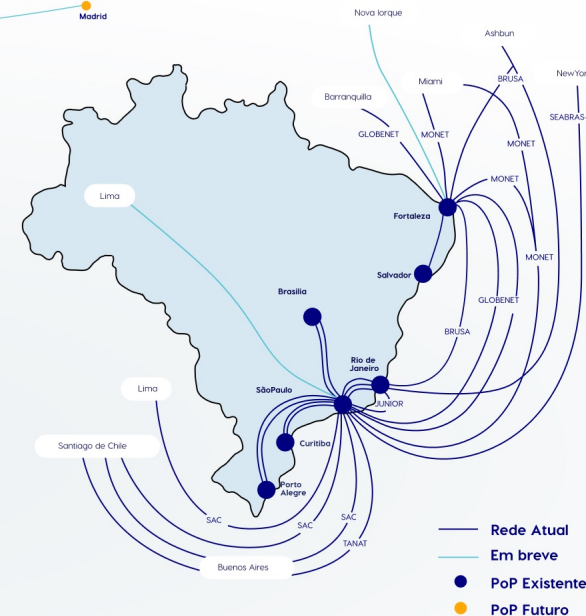 Nova Iorque
Madrid
Ashbun
NewYor
Miami
BRUSA
Barranquilla
SEABRAS
GLOBENET
MONET
MONET
MONET
Lima
Fortaleza
MONET
Salvador
Brasilia
GLOBENET
BRUSA
Rio de
Janeiro
Lima
SãoPaulo
JUNIOR
Santiago de Chile
Curitiba
Porto
Alegre
SAC
SAC
SAC
TANAT
Buenos Aires
Rede Atual
Em breve
PoP Existente
PoP Futuro